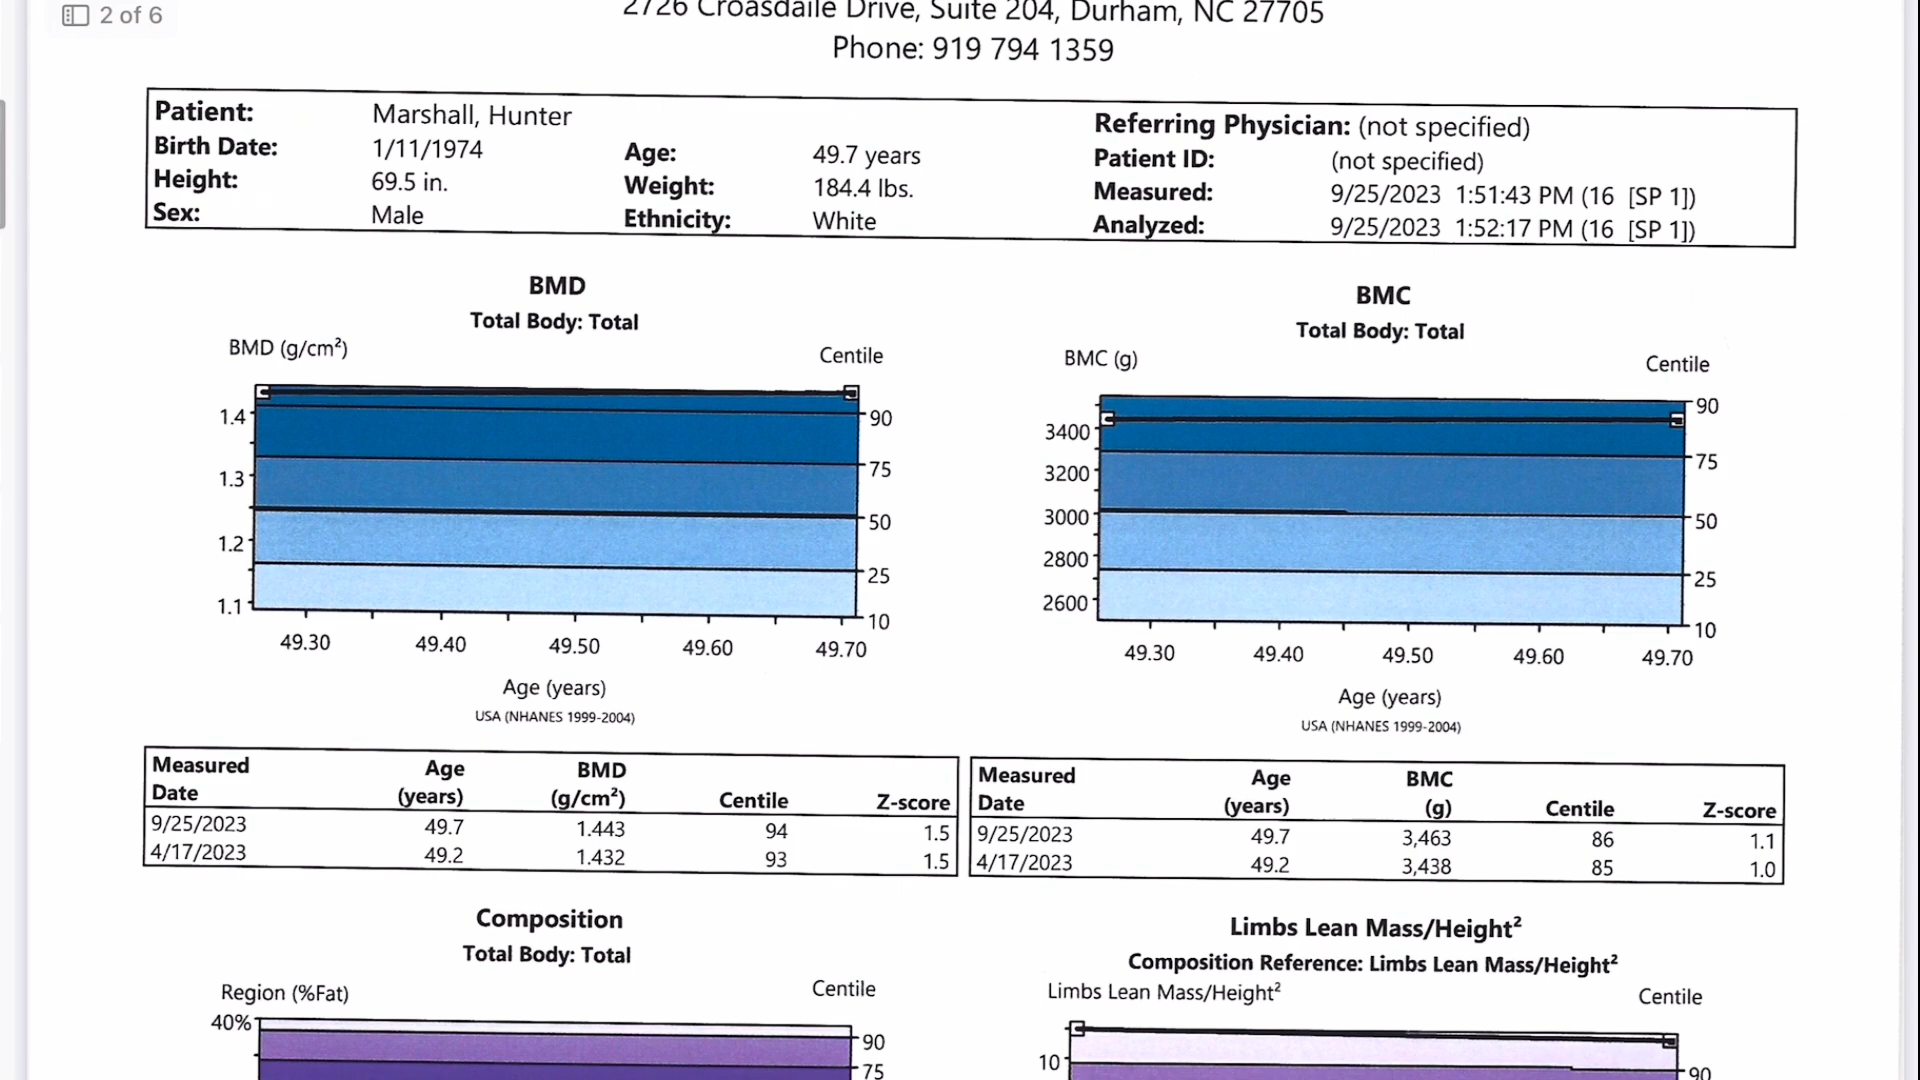 2 of 6
2726 Croasdaile Drive, Suite 204, Durham, NC 27705
Phone: 919 794 1359
Patient: Marshall, Hunter
Birth Date: 1/11/1974 Age: 49.7 years
Height: 69.5 in. Weight: 184.4 lbs.
Sex: Male Ethnicity: White
Referring Physician: (not specified)
Patient ID: (not specified)
Measured: 9/25/2023 1:51:43 PM (16 [SP 1])
Analyzed: 9/25/2023 1:52:17 PM (16 [SP 1])
BMD
Total Body: Total
BMD (g/cm²) Centile
1.4 90
75
1.3
50
1.2
25
1.1 10
49.30 49.40 49.50 49.60 49.70
Age (years)
USA (NHANES 1999-2004)
BMC
Total Body: Total
BMC (g) Centile
90
3400
75
3200
3000 50
2800
25
2600
10
49.30 49.40 49.50 49.60 49.70
Age (years)
USA (NHANES 1999-2004)
Measured Age BMD
Date (years) (g/cm²) Centile Z-score
9/25/2023 49.7 1.443 94 1.5
4/17/2023 49.2 1.432 93 1.5
Measured Age BMC
Date (years) (g) Centile Z-score
9/25/2023 49.7 3,463 86 1.1
4/17/2023 49.2 3,438 85 1.0
Composition
Total Body: Total
Region (%Fat) Centile
40%
90
75
Limbs Lean Mass/Height²
Composition Reference: Limbs Lean Mass/Height²
Limbs Lean Mass/Height² Centile
10
90